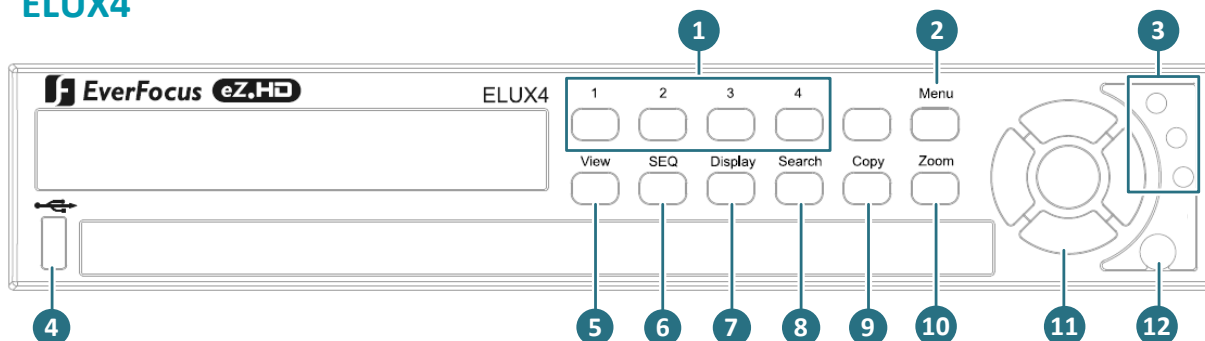 ELUX4
1 2 3
EverFocus eZ.HD ELUX4
1 2 3 4 Menu
View SEQ Display Search Copy Zoom
4 5 6 7 8 9 10 11 12